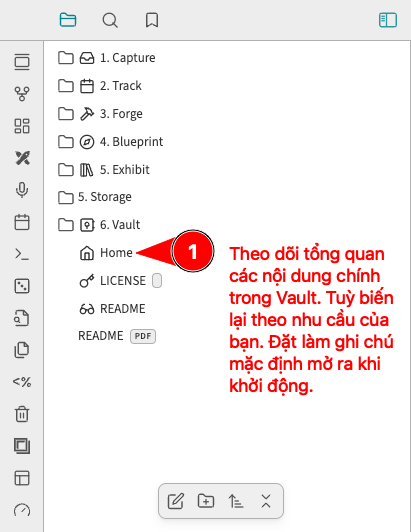 1. Capture
2. Track
3. Forge
4. Blueprint
5. Exhibit
5. Storage
6. Vault
Home
1
Theo dõi tổng quan
các nội dung chính
trong Vault. Tuỳ biến
lại theo nhu cầu của
bạn. Đặt làm ghi chú
mặc định mở ra khi
khởi động.
LICENSE
README
README PDF
<%